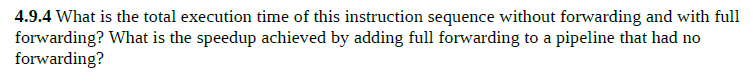 4.9.4 What is the total execution time of this instruction sequence without forwarding and with full
forwarding? What is the speedup achieved by adding full forwarding to a pipeline that had no
forwarding?